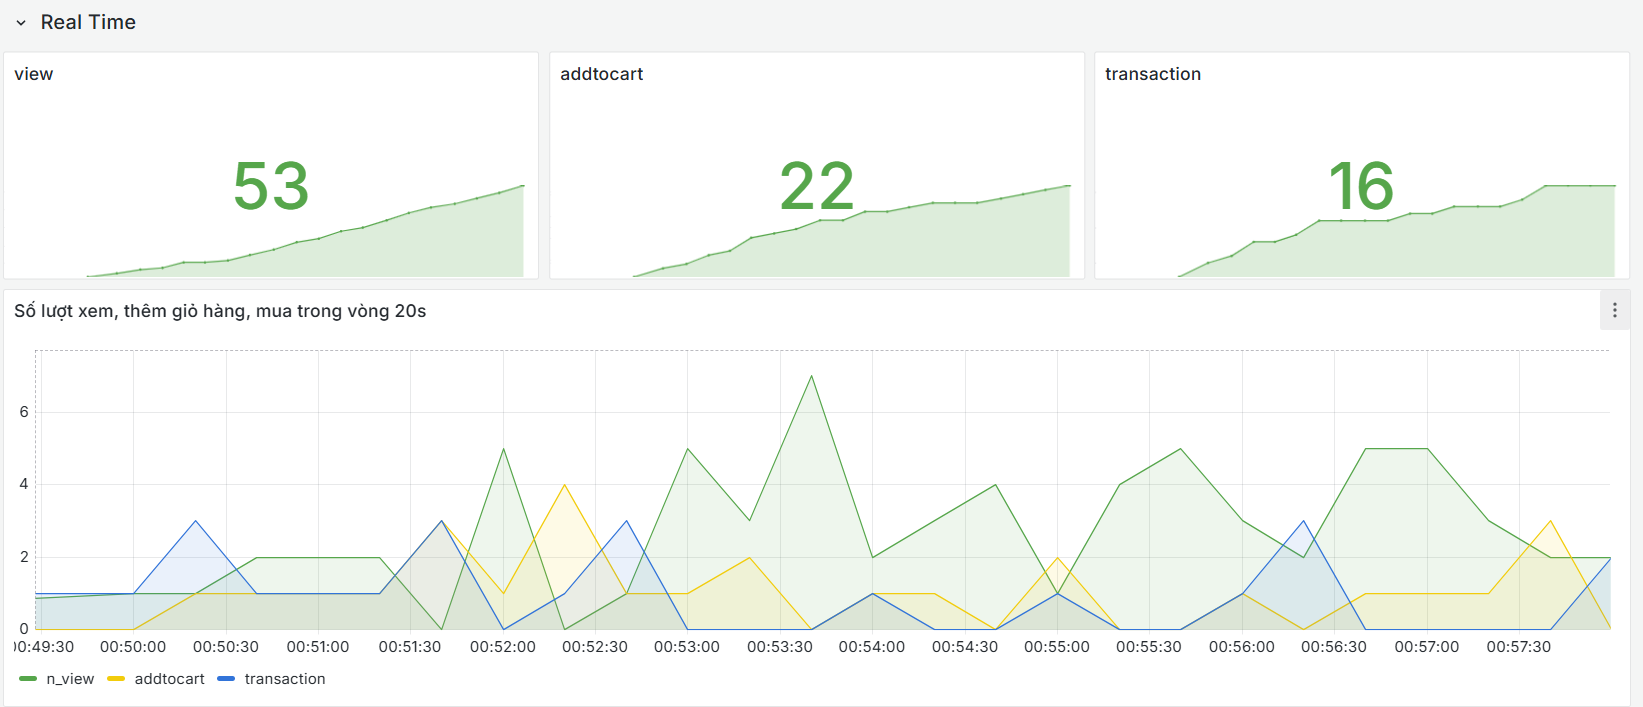 Real Time
view
addtocart
transaction
53
22
16
Số lượt xem, thêm giỏ hàng, mua trong vòng 20s
6
4
2
0
00:50:00 00:50:30 00:51:00 00:51:30 00:52:00 00:52:30 00:53:00 00:53:30 00:54:00 00:54:30 00:55:00 00:55:30 00:56:00 00:56:30 00:57:00 00:57:30
n_view addtocart transaction